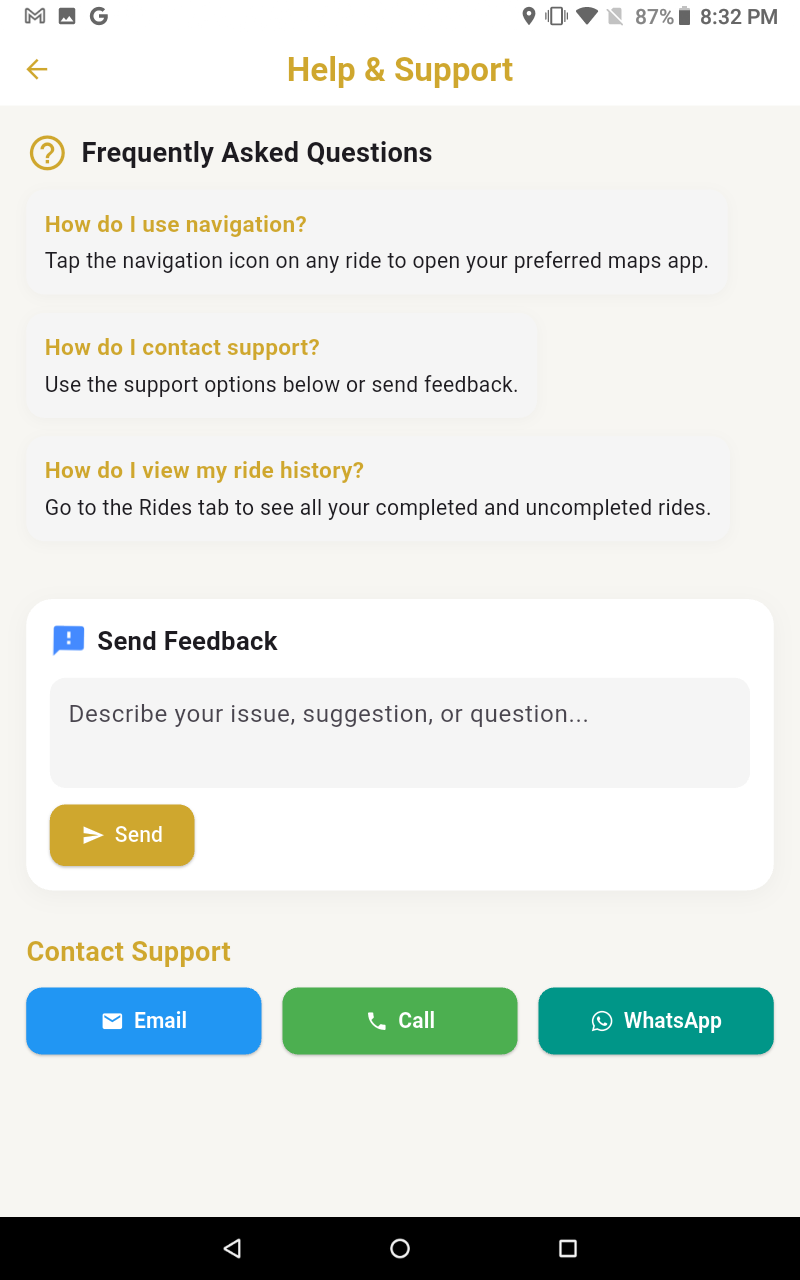 87% 8:32 PM
Help & Support
Frequently Asked Questions
How do I use navigation?
Tap the navigation icon on any ride to open your preferred maps app.
How do I contact support?
Use the support options below or send feedback.
How do I view my ride history?
Go to the Rides tab to see all your completed and uncompleted rides.
Send Feedback
Describe your issue, suggestion, or question...
Send
Contact Support
Email Call WhatsApp